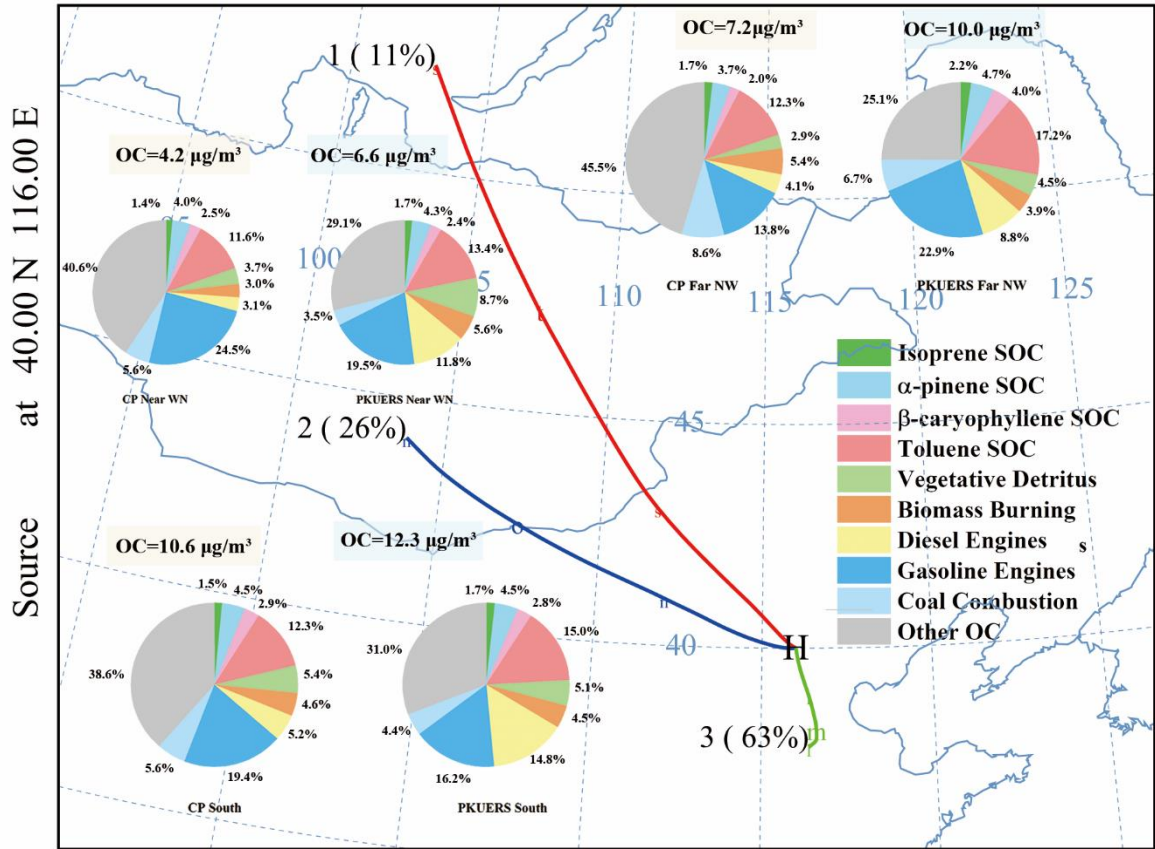 Source at 40.00 N 116.00 E
1 ( 11%)
OC=7.2μg/m³
1.7%
3.7%
2.0%
12.3%
2.9%
5.4%
4.1%
13.8%
8.6%
45.5%
CP Far NW
OC=10.0 μg/m³
2.2%
4.7%
4.0%
17.2%
4.5%
3.9%
8.8%
22.9%
6.7%
25.1%
PKUERS Far NW
OC=4.2 μg/m³
1.4%
4.0%
2.5%
11.6%
3.7%
3.0%
3.1%
24.5%
5.6%
40.6%
CP Near WN
OC=6.6 μg/m³
1.7%
4.3%
2.4%
13.4%
8.7%
5.6%
11.8%
19.5%
3.5%
29.1%
PKUERS Near WN
100
110
115
120
125
45
40
2 ( 26%)
Isoprene SOC
α-pinene SOC
β-caryophyllene SOC
Toluene SOC
Vegetative Detritus
Biomass Burning
Diesel Engines
s
Gasoline Engines
Coal Combustion
Other OC
OC=10.6 μg/m³
1.5%
4.5%
2.9%
12.3%
5.4%
4.6%
5.2%
19.4%
5.6%
38.6%
CP South
OC=12.3 μg/m³
1.7%
4.5%
2.8%
15.0%
5.1%
4.5%
14.8%
16.2%
4.4%
31.0%
PKUERS South
H
3 ( 63%)